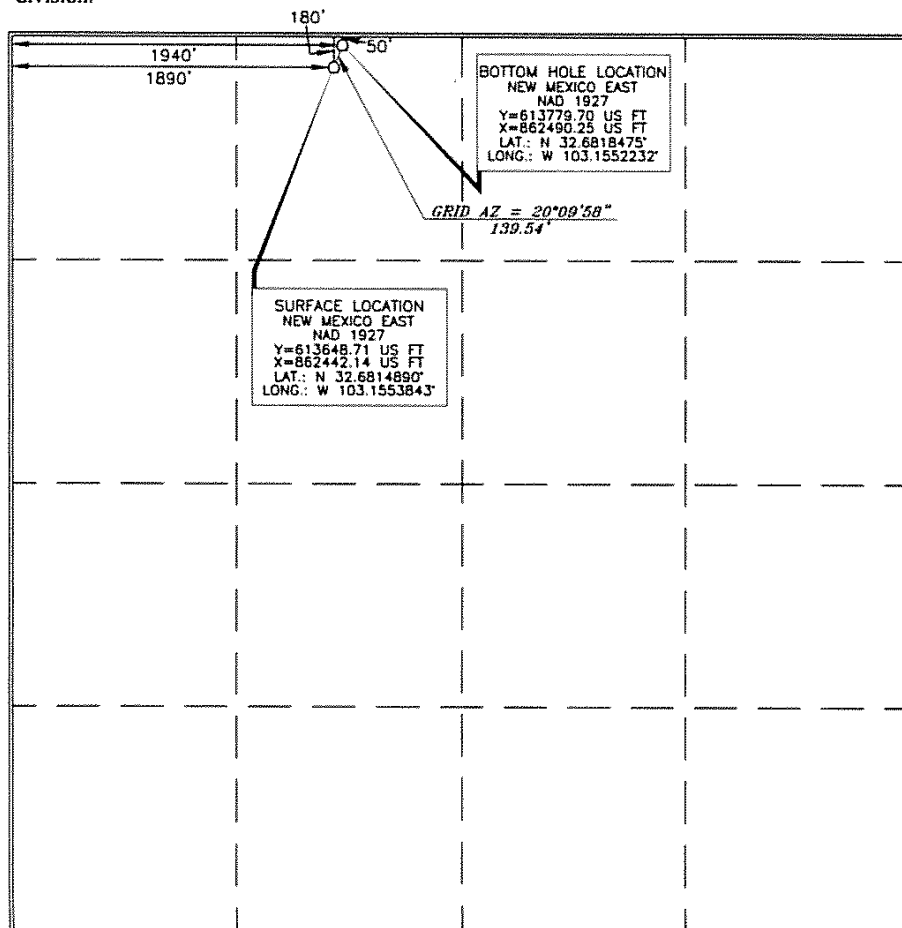 division.
180'
1940'
50'
1890'
BOTTOM HOLE LOCATION
NEW MEXICO EAST
NAD 1927
Y=613779.70 US FT
X=862490.25 US FT
LAT.: N 32.6818475°
LONG.: W 103.1552232°
GRID AZ = 20°09'58"
139.54'
SURFACE LOCATION
NEW MEXICO EAST
NAD 1927
Y=613648.71 US FT
X=862442.14 US FT
LAT.: N 32.6814890°
LONG.: W 103.1553843°